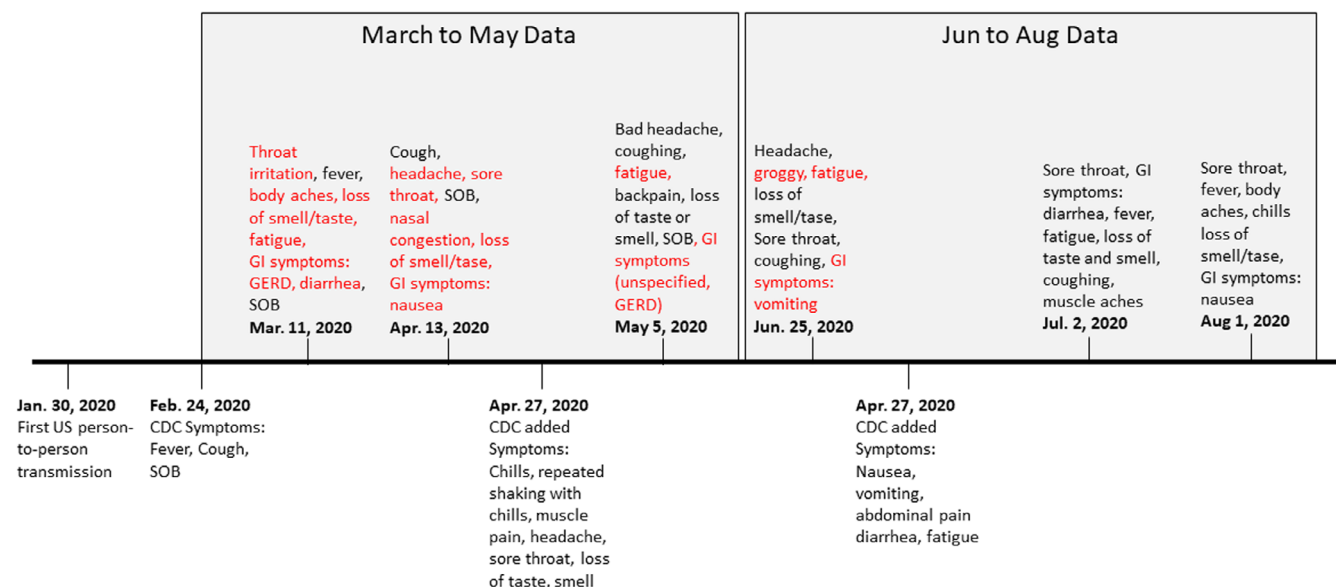 March to May Data
Jun to Aug Data
Throat
irritation, fever,
body aches, loss
of smell/taste,
fatigue,
GI symptoms:
GERD, diarrhea,
SOB
Mar. 11, 2020
Cough,
headache, sore
throat, SOB,
nasal
congestion, loss
of smell/tase,
GI symptoms:
nausea
Apr. 13, 2020
Bad headache,
coughing,
fatigue,
backpain, loss
of taste or
smell, SOB, GI
symptoms
(unspecified,
GERD)
May 5, 2020
Headache,
groggy, fatigue,
loss of
smell/tase,
Sore throat,
coughing, GI
symptoms:
vomiting
Jun. 25, 2020
Sore throat, GI
symptoms:
diarrhea, fever,
fatigue, loss of
taste and smell,
coughing,
muscle aches
Jul. 2, 2020
Sore throat,
fever, body
aches, chills
loss of
smell/tase,
GI symptoms:
nausea
Aug 1, 2020
Jan. 30, 2020
First US person-
to-person
transmission
Feb. 24, 2020
CDC Symptoms:
Fever, Cough,
SOB
Apr. 27, 2020
CDC added
Symptoms:
Chills, repeated
shaking with
chills, muscle
pain, headache,
sore throat, loss
of taste, smell
Apr. 27, 2020
CDC added
Symptoms:
Nausea,
vomiting,
abdominal pain
diarrhea, fatigue